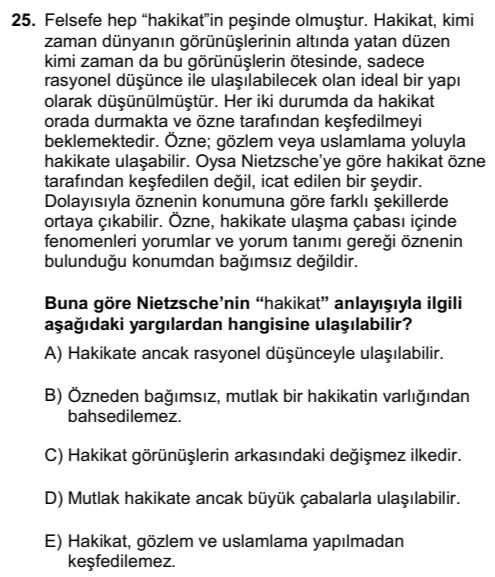 25. Felsefe hep “hakikat”in peşinde olmuştur. Hakikat, kimi
zaman dünyanın görünüşlerinin altında yatan düzen
kimi zaman da bu görünüşlerin ötesinde, sadece
rasyonel düşünce ile ulaşılabilecek olan ideal bir yapı
olarak düşünülmüştür. Her iki durumda da hakikat
orada durmakta ve özne tarafından keşfedilmeyi
beklemektedir. Özne; gözlem veya uslamlama yoluyla
hakikate ulaşabilir. Oysa Nietzsche’ye göre hakikat özne
tarafından keşfedilen değil, icat edilen bir şeydir.
Dolayısıyla öznenin konumuna göre farklı şekillerde
ortaya çıkabilir. Özne, hakikate ulaşma çabası içinde
fenomenleri yorumlar ve yorum tanımı gereği öznenin
bulunduğu konumdan bağımsız değildir.
Buna göre Nietzsche’nin “hakikat” anlayışıyla ilgili
aşağıdaki yargılardan hangisine ulaşılabilir?
A) Hakikate ancak rasyonel düşünceyle ulaşılabilir.
B) Özneden bağımsız, mutlak bir hakikatin varlığından
bahsedilemez.
C) Hakikat görünüşlerin arkasındaki değişmez ilkedir.
D) Mutlak hakikate ancak büyük çabalarla ulaşılabilir.
E) Hakikat, gözlem ve uslamlama yapılmadan
keşfedilemez.